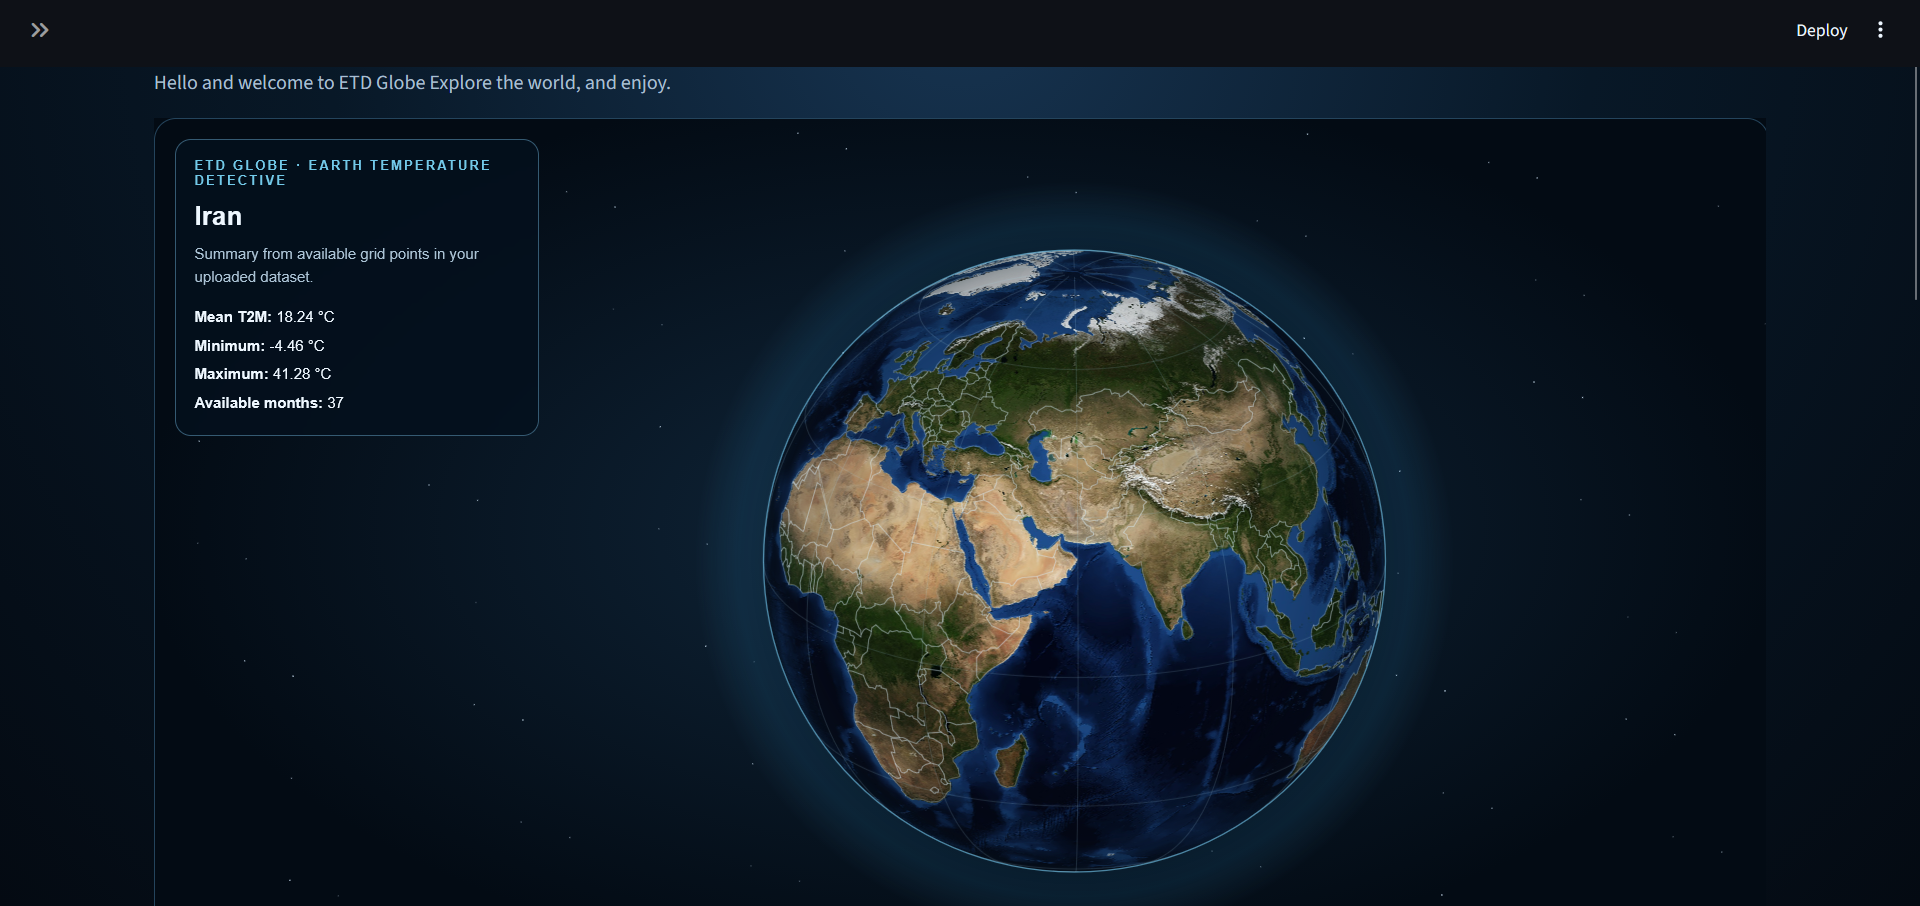 Deploy
Hello and welcome to ETD Globe Explore the world, and enjoy.
ETD GLOBE · EARTH TEMPERATURE
DETECTIVE
Iran
Summary from available grid points in your
uploaded dataset.
Mean T2M: 18.24 °C
Minimum: -4.46 °C
Maximum: 41.28 °C
Available months: 37